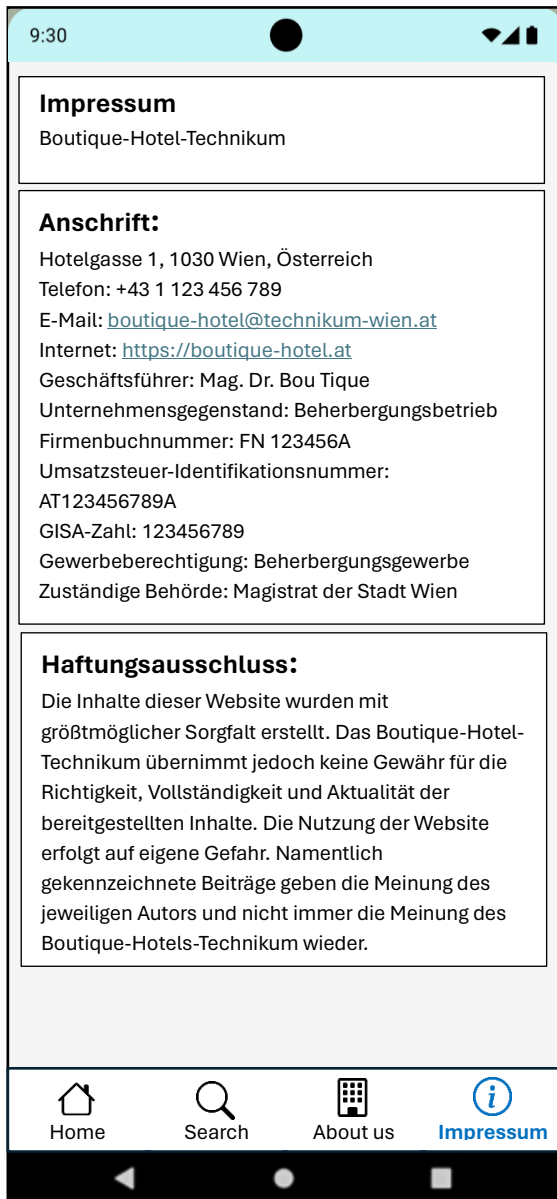 9:30
Impressum
Boutique-Hotel-Technikum
Anschrift:
Hotelgasse 1, 1030 Wien, Österreich
Telefon: +43 1 123 456 789
E-Mail: boutique-hotel@technikum-wien.at
Internet: https://boutique-hotel.at
Geschäftsführer: Mag. Dr. Bou Tique
Unternehmensgegenstand: Beherbergungsbetrieb
Firmenbuchnummer: FN 123456A
Umsatzsteuer-Identifikationsnummer:
AT123456789A
GISA-Zahl: 123456789
Gewerbeberechtigung: Beherbergungsgewerbe
Zuständige Behörde: Magistrat der Stadt Wien
Haftungsausschluss:
Die Inhalte dieser Website wurden mit
größtmöglicher Sorgfalt erstellt. Das Boutique-Hotel-
Technikum übernimmt jedoch keine Gewähr für die
Richtigkeit, Vollständigkeit und Aktualität der
bereitgestellten Inhalte. Die Nutzung der Website
erfolgt auf eigene Gefahr. Namentlich
gekennzeichnete Beiträge geben die Meinung des
jeweiligen Autors und nicht immer die Meinung des
Boutique-Hotels-Technikum wieder.
Home Search About us Impressum